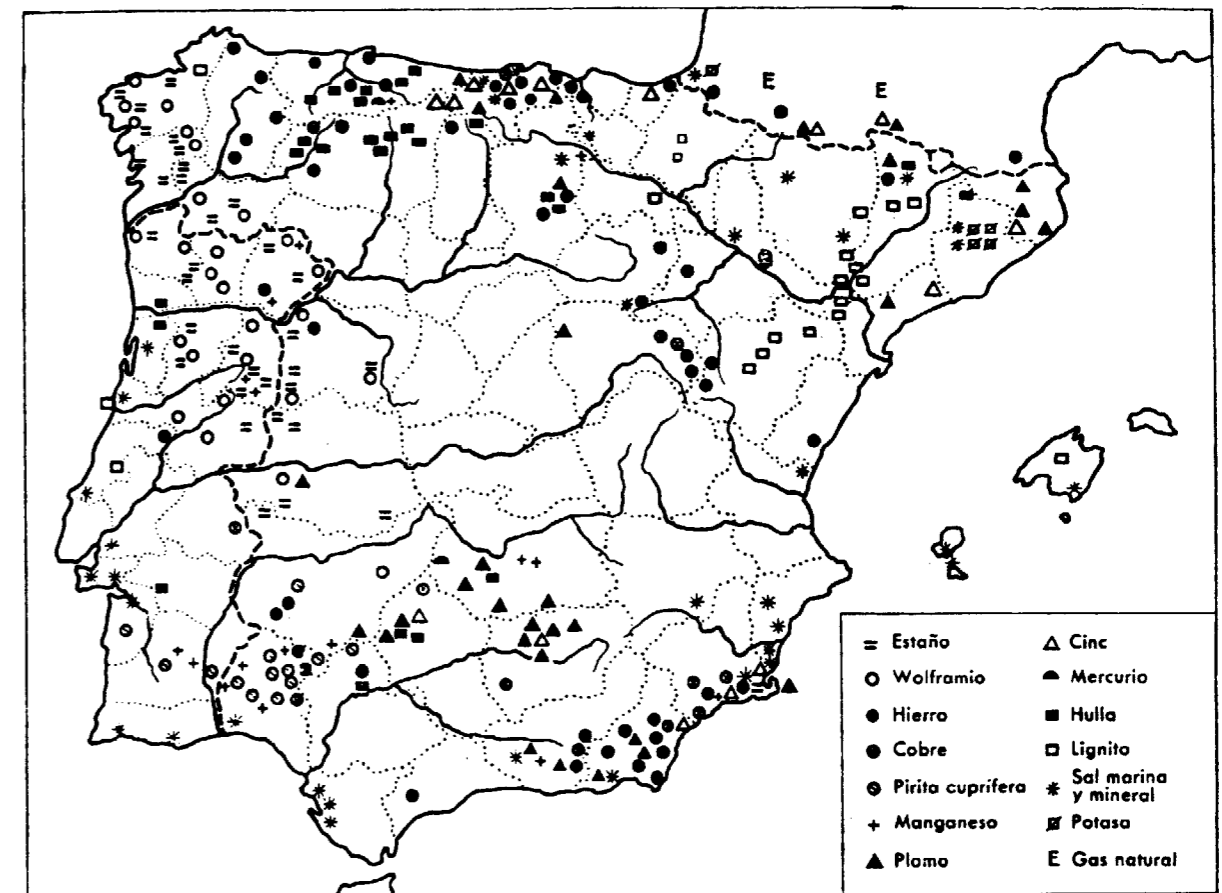 E
E
Estaño
Wolframio
Hierro
Cobre
Pirita cuprífera
Manganeso
Plomo
Cinc
Mercurio
Hulla
Lignito
Sal marina
y mineral
Potasa
E Gas natural